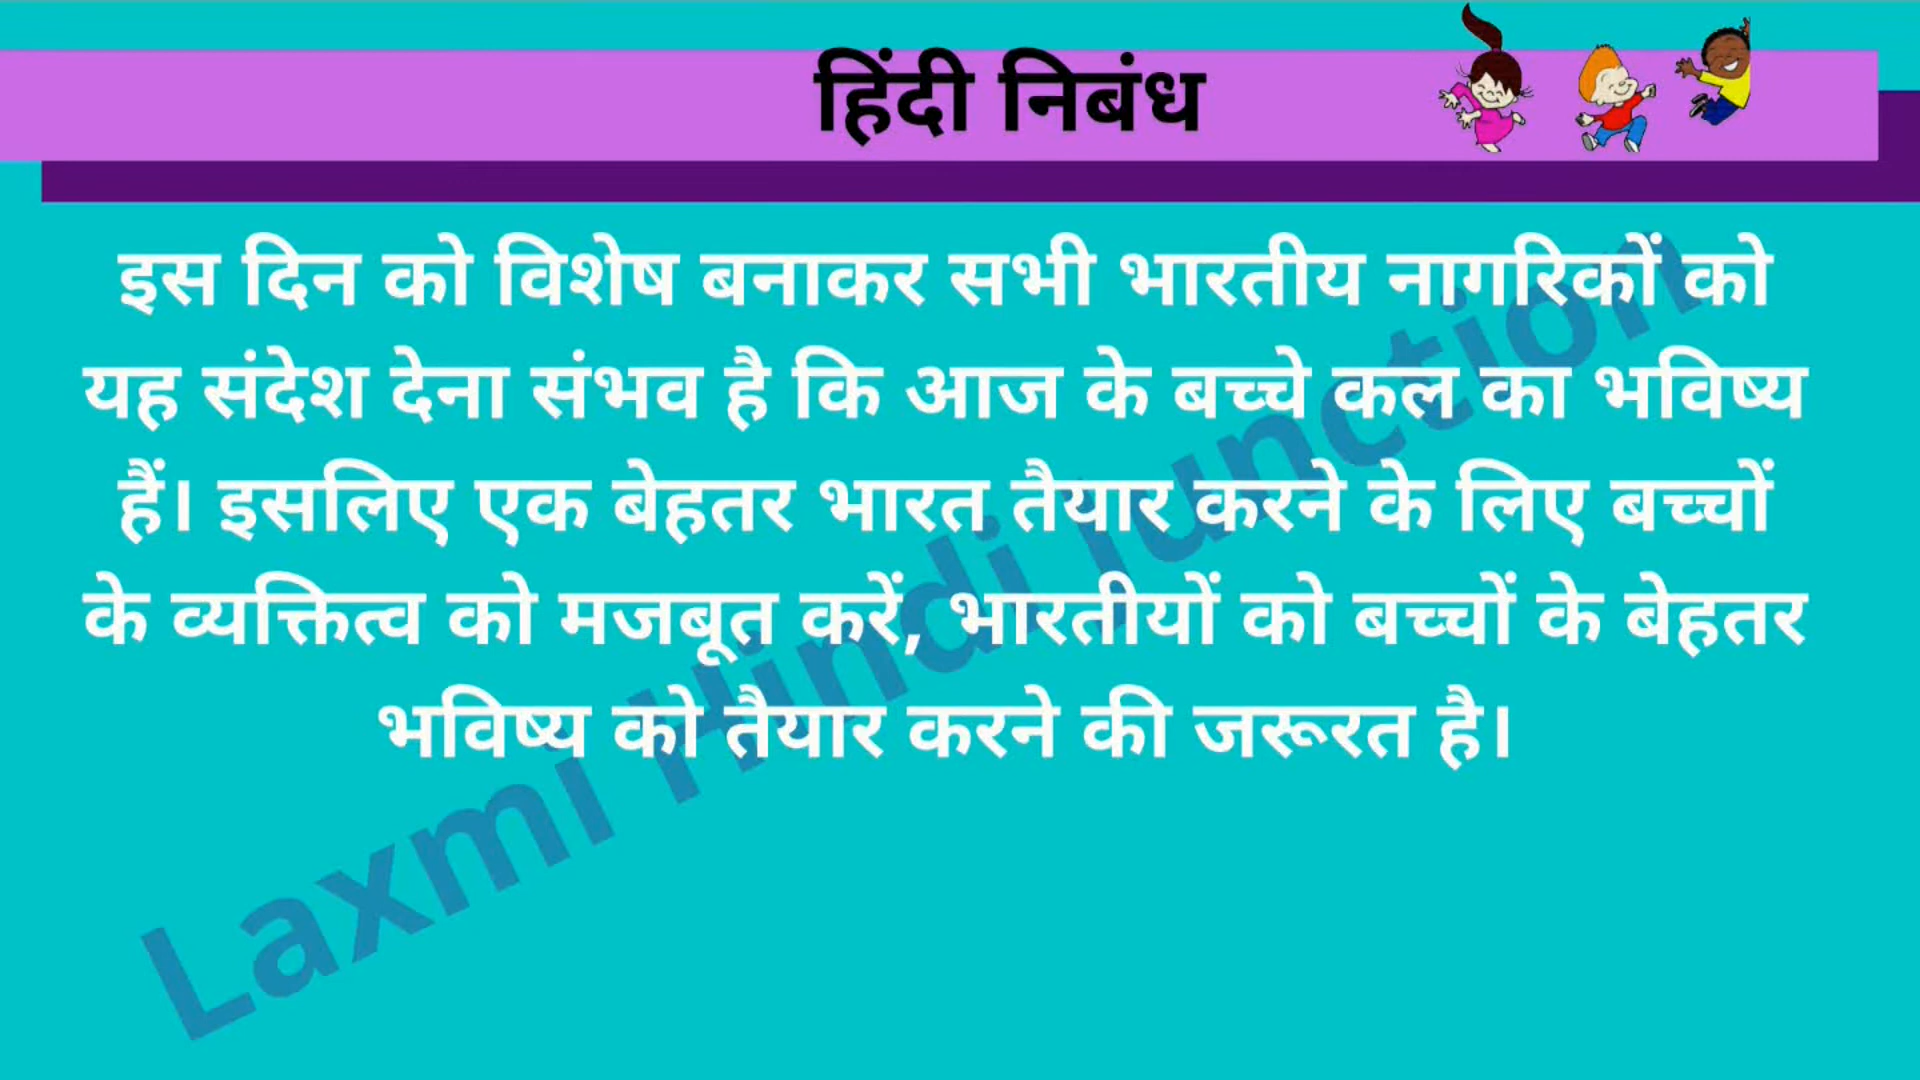 हिंदी निबंध
इस दिन को विशेष बनाकर सभी भारतीय नागरिकों को
यह संदेश देना संभव है कि आज के बच्चे कल का भविष्य
हैं। इसलिए एक बेहतर भारत तैयार करने के लिए बच्चों
के व्यक्तित्व को मजबूत करें, भारतीयों को बच्चों के बेहतर
भविष्य को तैयार करने की जरूरत है।
Laxmi Hindi Junction